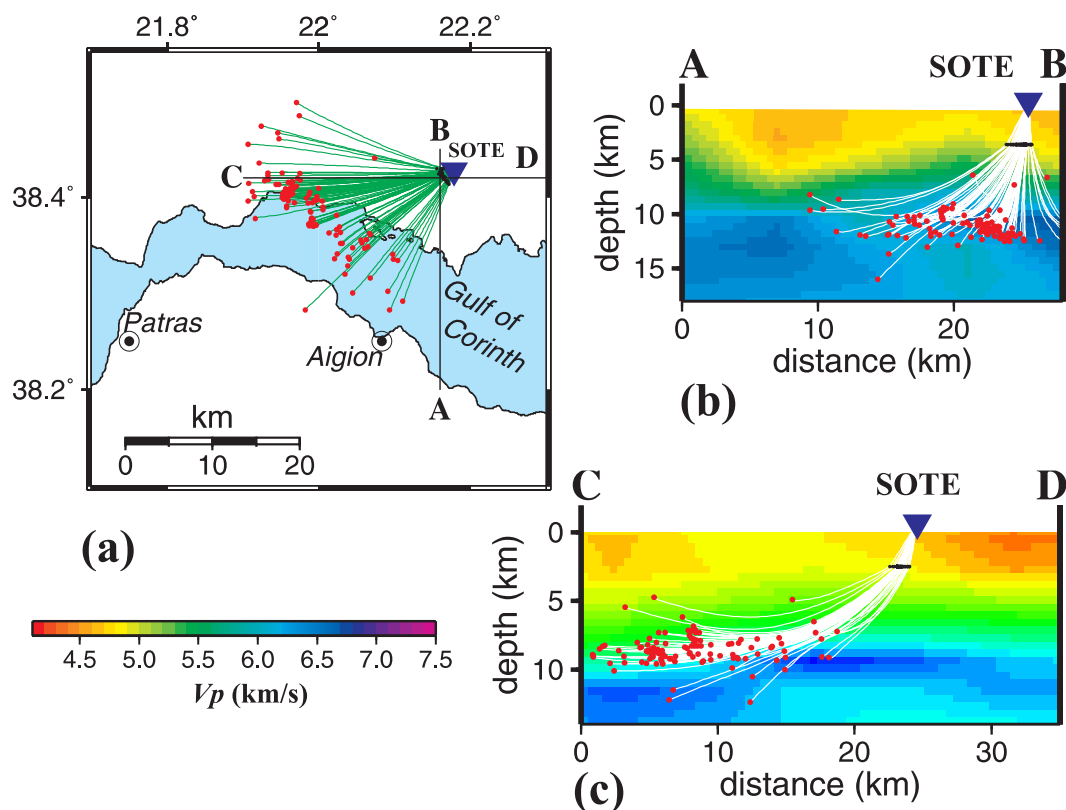 21.8° 22° 22.2°
38.4°
38.2°
B
SOTE
C
D
Gulf of
Corinth
Patras
Aigion
A
km
0 10 20
(a)
4.5 5.0 5.5 6.0 6.5 7.0 7.5
Vp (km/s)
A
SOTE
B
0
5
10
15
depth (km)
0 10 20
distance (km)
(b)
C
SOTE
D
0
5
10
depth (km)
0 10 20 30
distance (km)
(c)